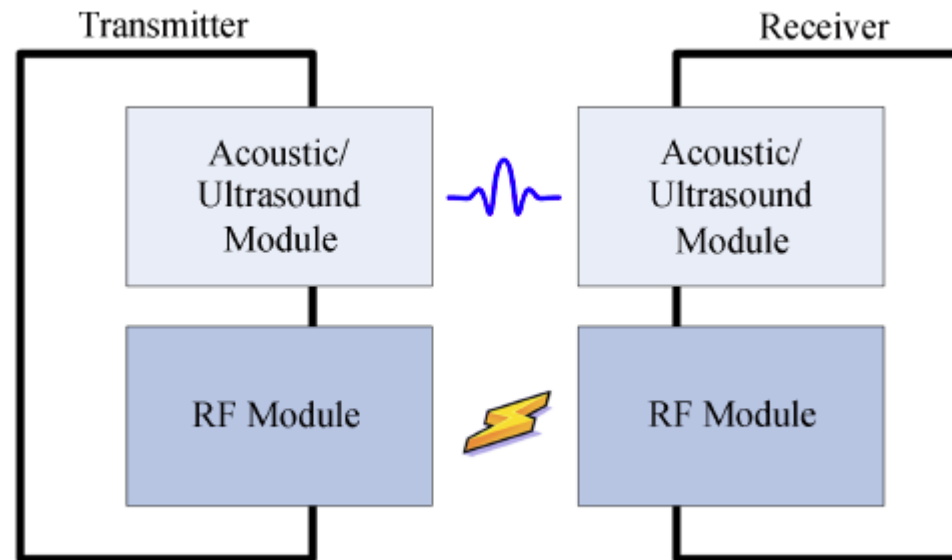 Transmitter
Receiver
Acoustic/
Ultrasound
Module
Acoustic/
Ultrasound
Module
RF Module
RF Module